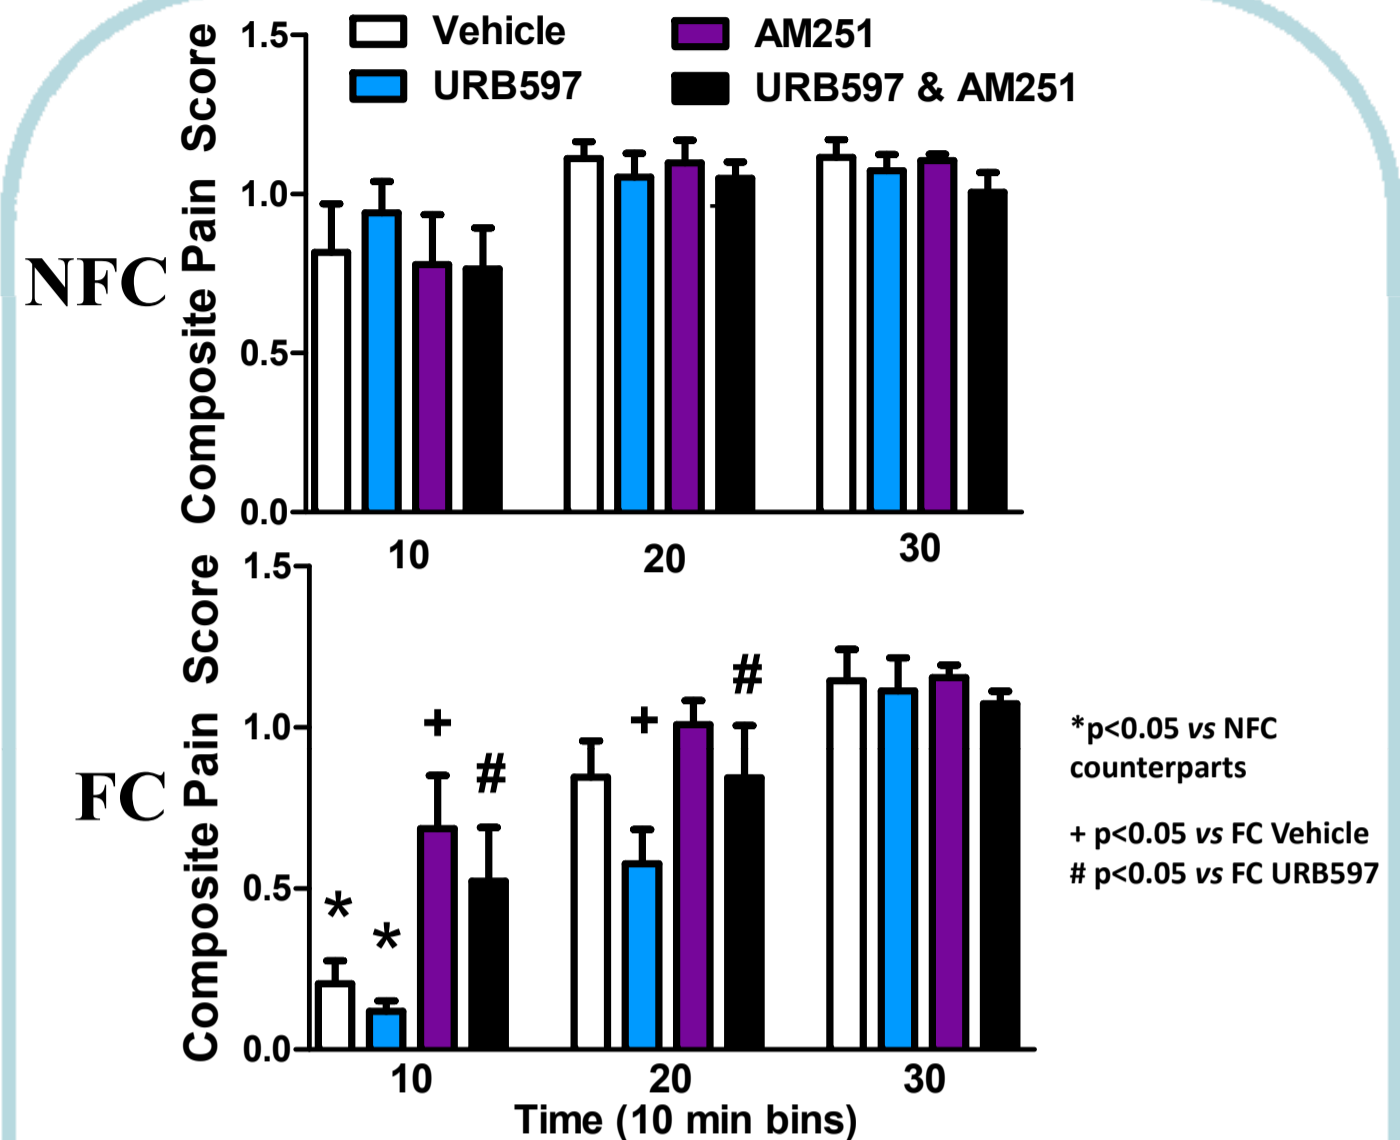 Vehicle
AM251
URB597
URB597 & AM251
NFC
Composite Pain Score
1.5
1.0
0.5
0.0
10
20
30
FC
Composite Pain Score
1.5
1.0
0.5
0.0
+
#
+
#
*
*
10
20
30
Time (10 min bins)
*p<0.05 vs NFC
counterparts
+ p<0.05 vs FC Vehicle
# p<0.05 vs FC URB597